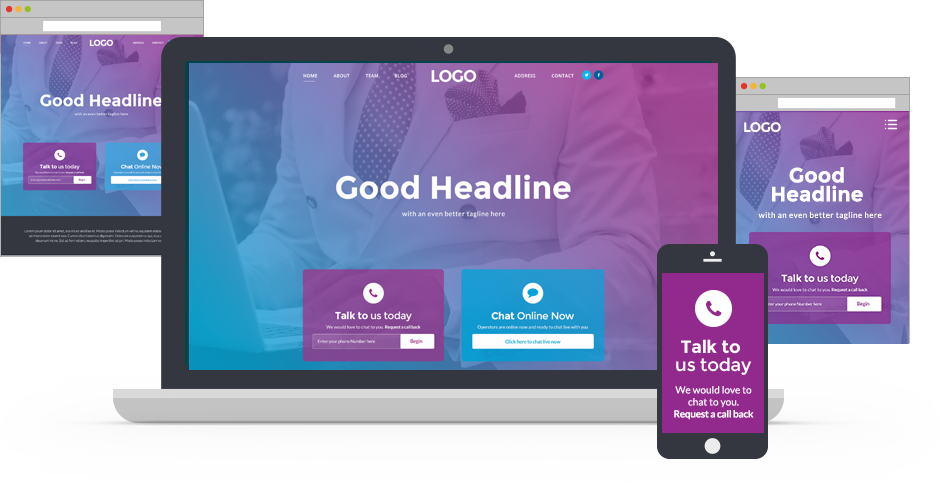 HOME ABOUT TEAM BLOG LOGO ADDRESS CONTACT
Good Headline
with an even better tagline here
Talk to us today
Chat Online Now
Begin
HOME ABOUT TEAM BLOG LOGO ADDRESS CONTACT
Good Headline
with an even better tagline here
Talk to us today
We would love to chat to you. Request a call back
Enter your phone Number here Begin
Chat Online Now
Operators are online now and ready to chat live with you
Click here to chat live now
LOGO
Good
Headline
with an even better tagline here
Talk to us today
We would love to chat to you. Request a call back
your phone Number here Begin
Talk to
us today
We would love to
chat to you.
Request a call back